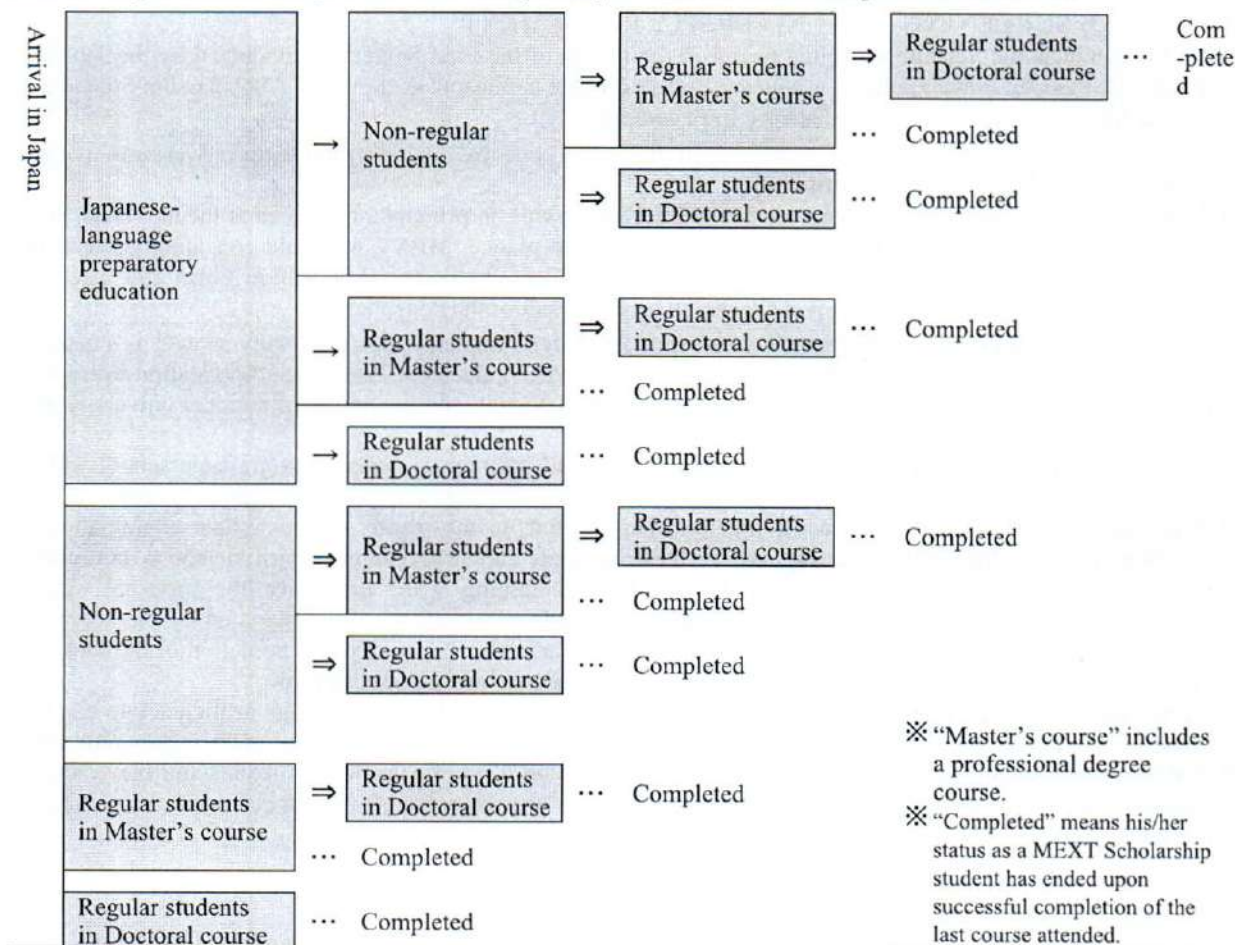 Arrival in Japan
Japanese-
language
preparatory
education
→
Non-regular
students
⇒
Regular students
in Master's course
⇒
Regular students
in Doctoral course
…
Com
-plete
d
… Completed
⇒
Regular students
in Doctoral course
… Completed
→
Regular students
in Master's course
⇒
Regular students
in Doctoral course
… Completed
… Completed
→
Regular students
in Doctoral course
… Completed
Non-regular
students
⇒
Regular students
in Master's course
⇒
Regular students
in Doctoral course
… Completed
… Completed
⇒
Regular students
in Doctoral course
… Completed
Regular students
in Master's course
⇒
Regular students
in Doctoral course
… Completed
… Completed
Regular students
in Doctoral course
… Completed
※ "Master's course" includes
a professional degree
course.
※ "Completed" means his/her
status as a MEXT Scholarship
student has ended upon
successful completion of the
last course attended.